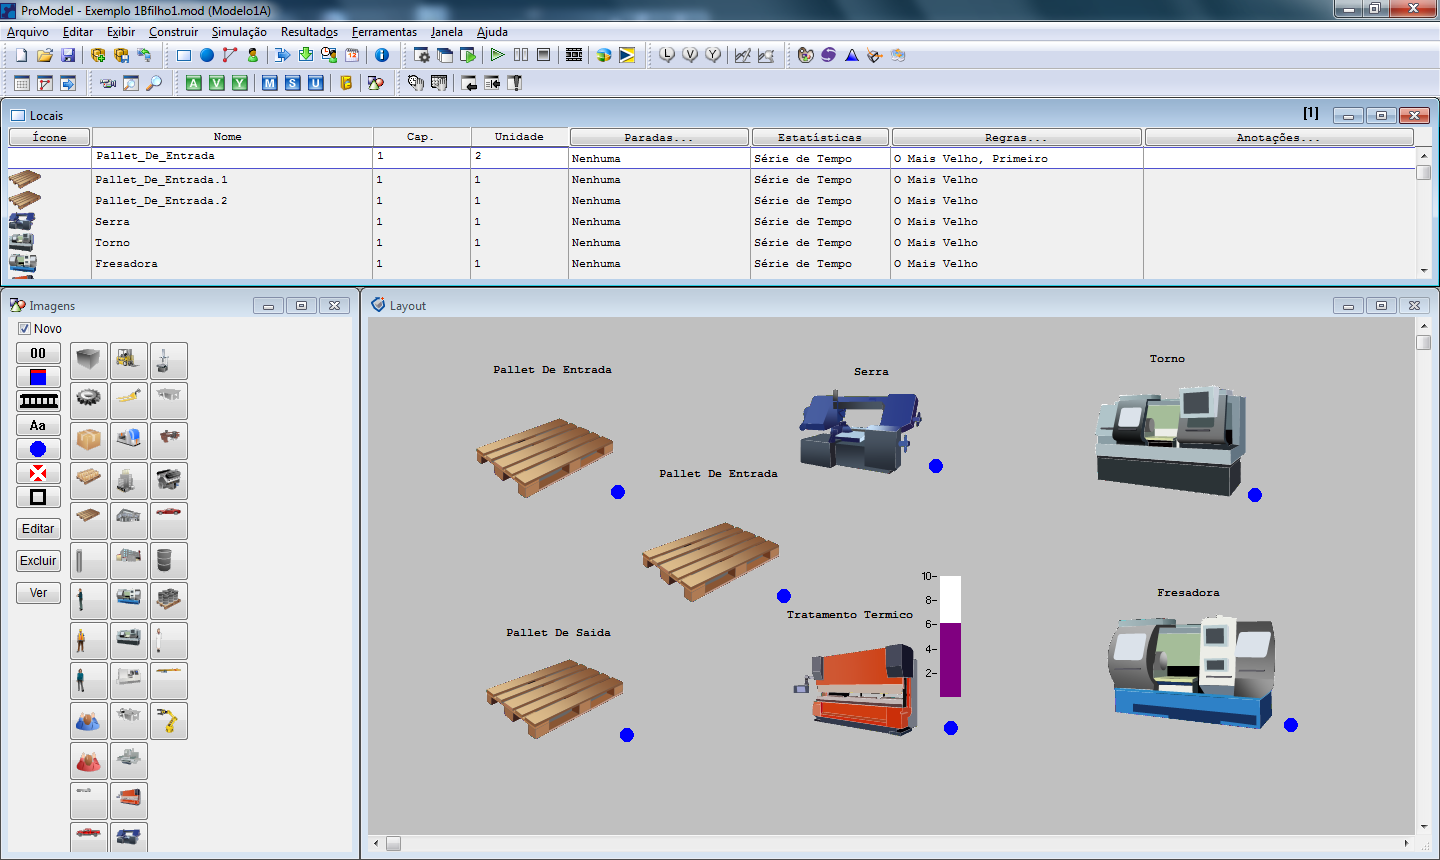 ProModel - Exemplo 1Bfilho1.mod (Modelo1A)
Arquivo Editar Exibir Construir Simulação Resultados Ferramentas Janela Ajuda
L V Y
A V Y M S U
Locais [1]
Ícone Nome Cap. Unidade Paradas... Estatísticas Regras... Anotações...
Pallet_De_Entrada 1 2 Nenhuma Série de Tempo O Mais Velho, Primeiro
Pallet_De_Entrada.1 1 1 Nenhuma Série de Tempo O Mais Velho
Pallet_De_Entrada.2 1 1 Nenhuma Série de Tempo O Mais Velho
Serra 1 1 Nenhuma Série de Tempo O Mais Velho
Torno 1 1 Nenhuma Série de Tempo O Mais Velho
Fresadora 1 1 Nenhuma Série de Tempo O Mais Velho
Imagens
Novo
00
Aa
Editar
Excluir
Ver
Layout
Pallet De Entrada
Serra
Torno
Pallet De Entrada
Pallet De Saida
Tratamento Termico
10-
8-
6-
4-
2-
Fresadora